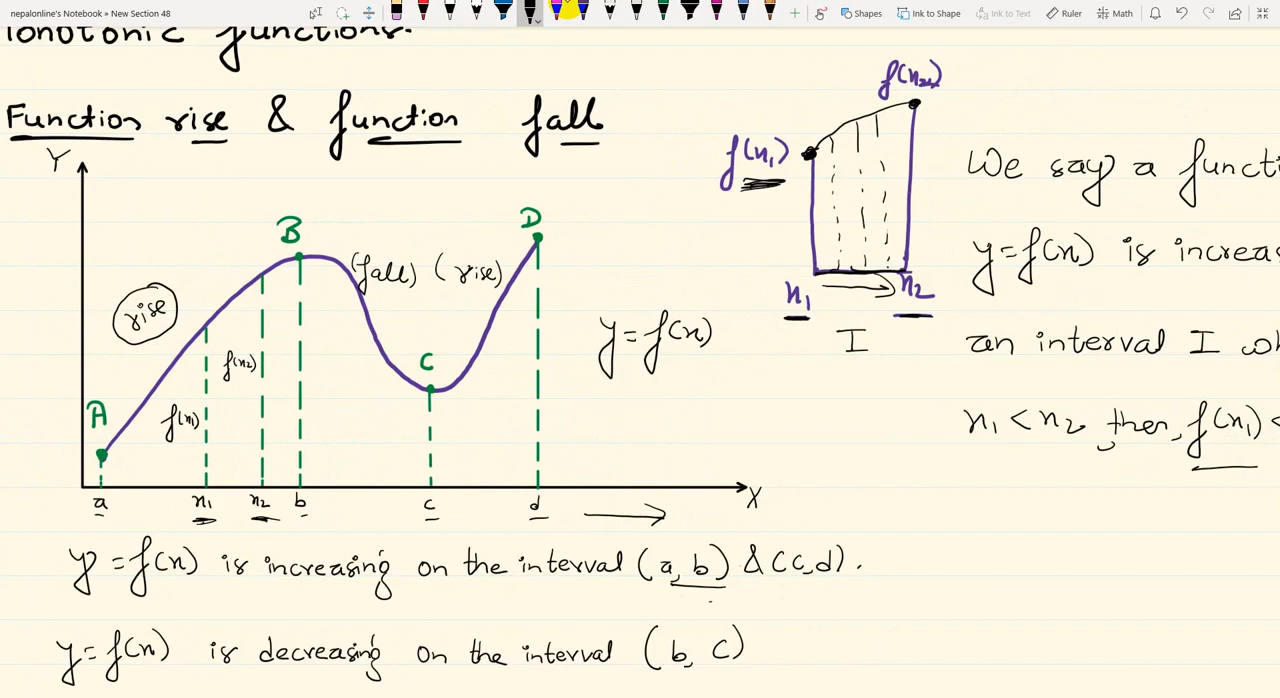 nepalonline's Notebook » New Section 48
Shapes Ink to Shape Ink to Text Ruler Math
functions.
Function rise & function fall
Y
A
rise
B
(fall) (rise)
C
D
f(x1)
f(x2)
a x1 x2 b c d X
y=f(x)
f(x1)
f(x2)
x1 x2
I
We say a functi
y=f(x) is increas
an interval I wh
x1 < x2 then, f(x1) <
y=f(x) is increasing on the interval (a, b) & (c,d).
y=f(x) is decreasing on the interval (b, c)